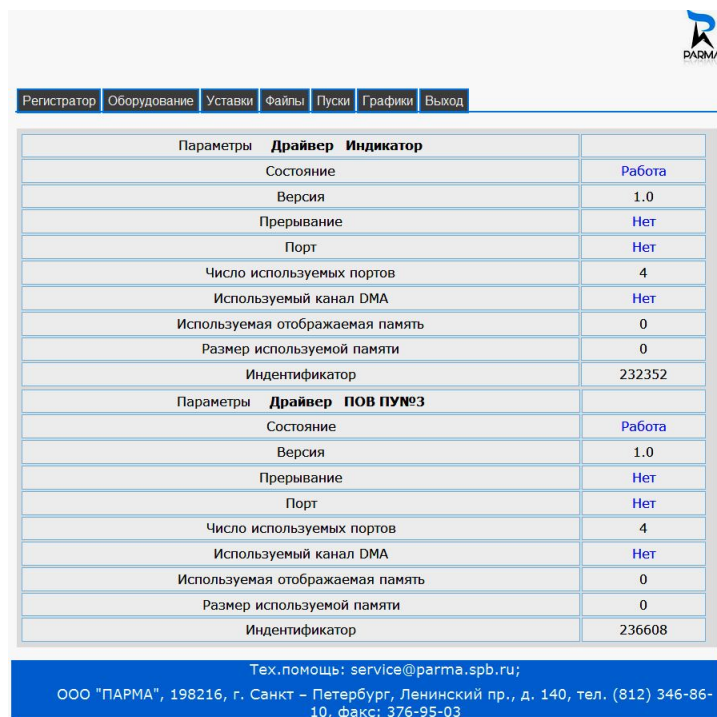 PARMA
Регистратор Оборудование Уставки Файлы Пуски Графики Выход
Параметры Драйвер Индикатор
Состояние Работа
Версия 1.0
Прерывание Нет
Порт Нет
Число используемых портов 4
Используемый канал DMA Нет
Используемая отображаемая память 0
Размер используемой памяти 0
Индентификатор 232352
Параметры Драйвер ПОВ ПУ№3
Состояние Работа
Версия 1.0
Прерывание Нет
Порт Нет
Число используемых портов 4
Используемый канал DMA Нет
Используемая отображаемая память 0
Размер используемой памяти 0
Индентификатор 236608
Тех.помощь: service@parma.spb.ru;
ООО "ПАРМА", 198216, г. Санкт – Петербург, Ленинский пр., д. 140, тел. (812) 346-86-
10, факс: 376-95-03